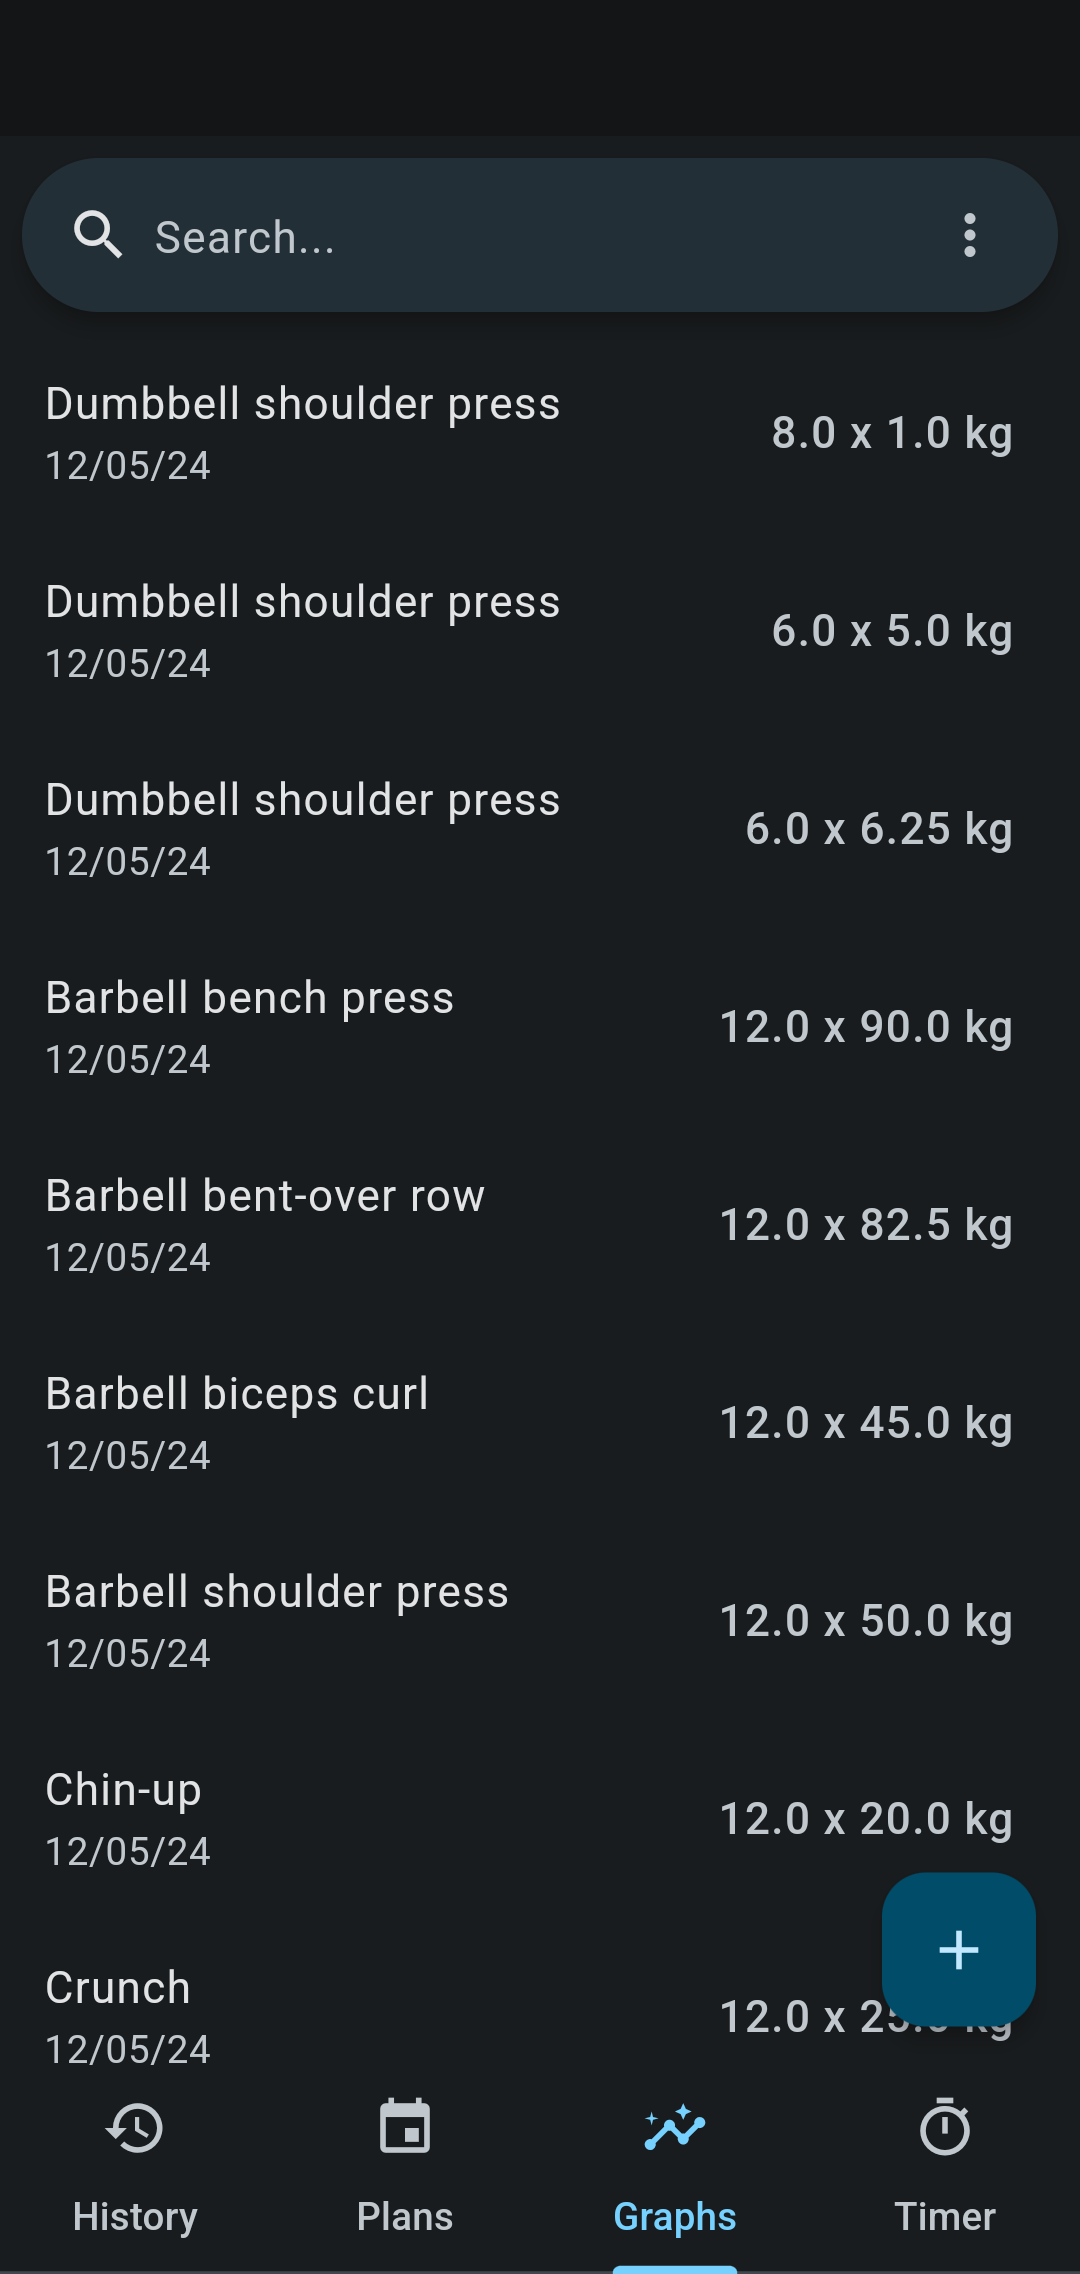 Search...
Dumbbell shoulder press
12/05/24
8.0 x 1.0 kg
Dumbbell shoulder press
12/05/24
6.0 x 5.0 kg
Dumbbell shoulder press
12/05/24
6.0 x 6.25 kg
Barbell bench press
12/05/24
12.0 x 90.0 kg
Barbell bent-over row
12/05/24
12.0 x 82.5 kg
Barbell biceps curl
12/05/24
12.0 x 45.0 kg
Barbell shoulder press
12/05/24
12.0 x 50.0 kg
Chin-up
12/05/24
12.0 x 20.0 kg
Crunch
12/05/24
12.0 x kg
History
Plans
Graphs
Timer